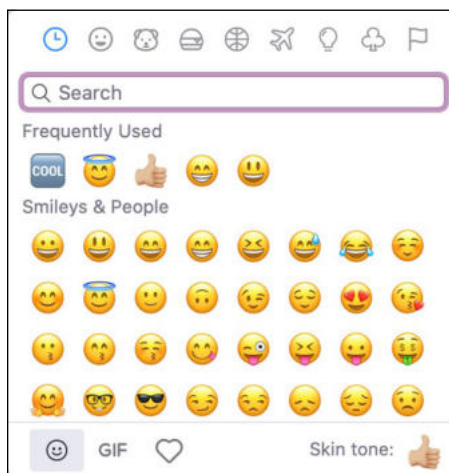 Search
Frequently Used
COOL
Smileys & People
GIF
Skin tone: